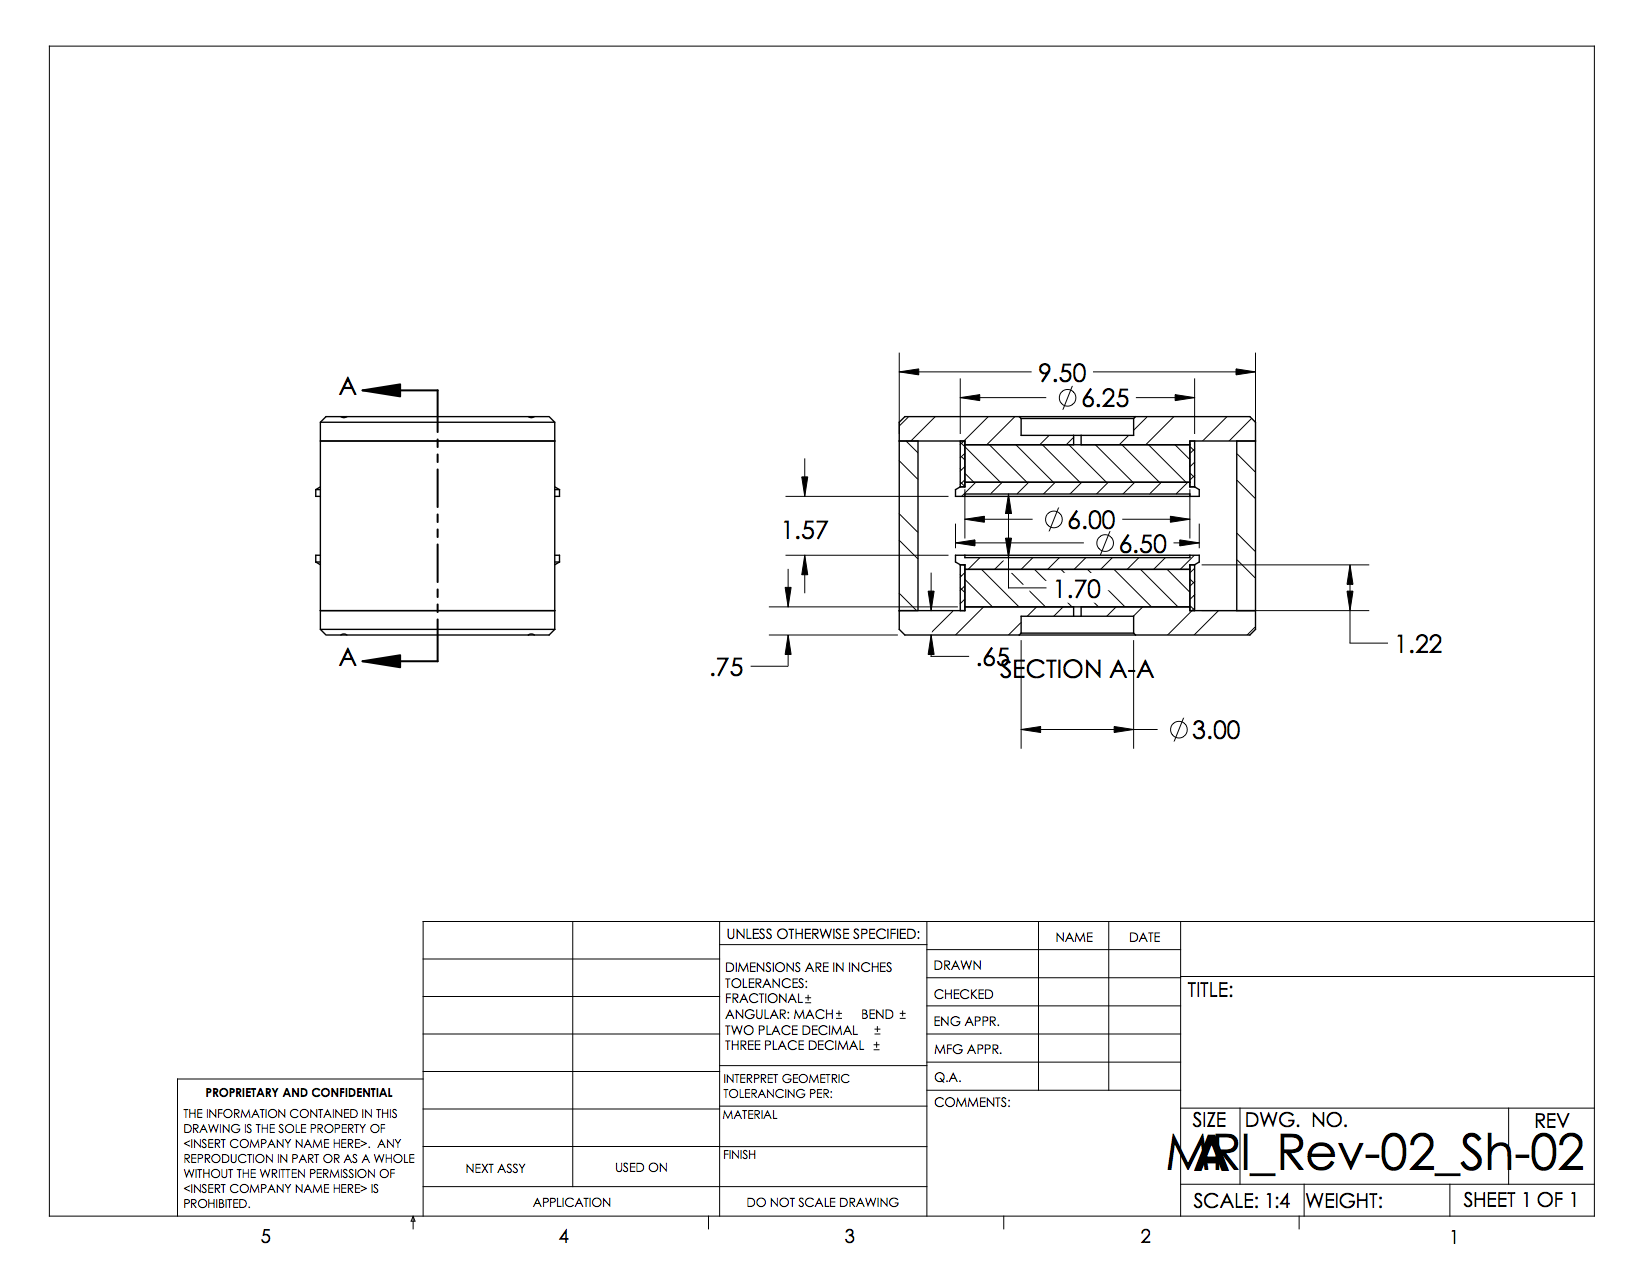 9.50
∅6.25
A
1.57
∅6.00
∅6.50
1.70
1.22
A
.75
.65
SECTION A-A
∅3.00
UNLESS OTHERWISE SPECIFIED:
NAME
DATE
DIMENSIONS ARE IN INCHES
TOLERANCES:
FRACTIONAL±
ANGULAR: MACH± BEND ±
TWO PLACE DECIMAL ±
THREE PLACE DECIMAL ±
DRAWN
CHECKED
ENG APPR.
MFG APPR.
Q.A.
COMMENTS:
TITLE:
INTERPRET GEOMETRIC
TOLERANCING PER:
MATERIAL
FINISH
PROPRIETARY AND CONFIDENTIAL
THE INFORMATION CONTAINED IN THIS
DRAWING IS THE SOLE PROPERTY OF
<INSERT COMPANY NAME HERE>. ANY
REPRODUCTION IN PART OR AS A WHOLE
WITHOUT THE WRITTEN PERMISSION OF
<INSERT COMPANY NAME HERE> IS
PROHIBITED.
NEXT ASSY
USED ON
APPLICATION
DO NOT SCALE DRAWING
SIZE
DWG. NO.
REV
A
MRI_Rev-02_Sh-02
SCALE: 1:4
WEIGHT:
SHEET 1 OF 1
5
4
3
2
1